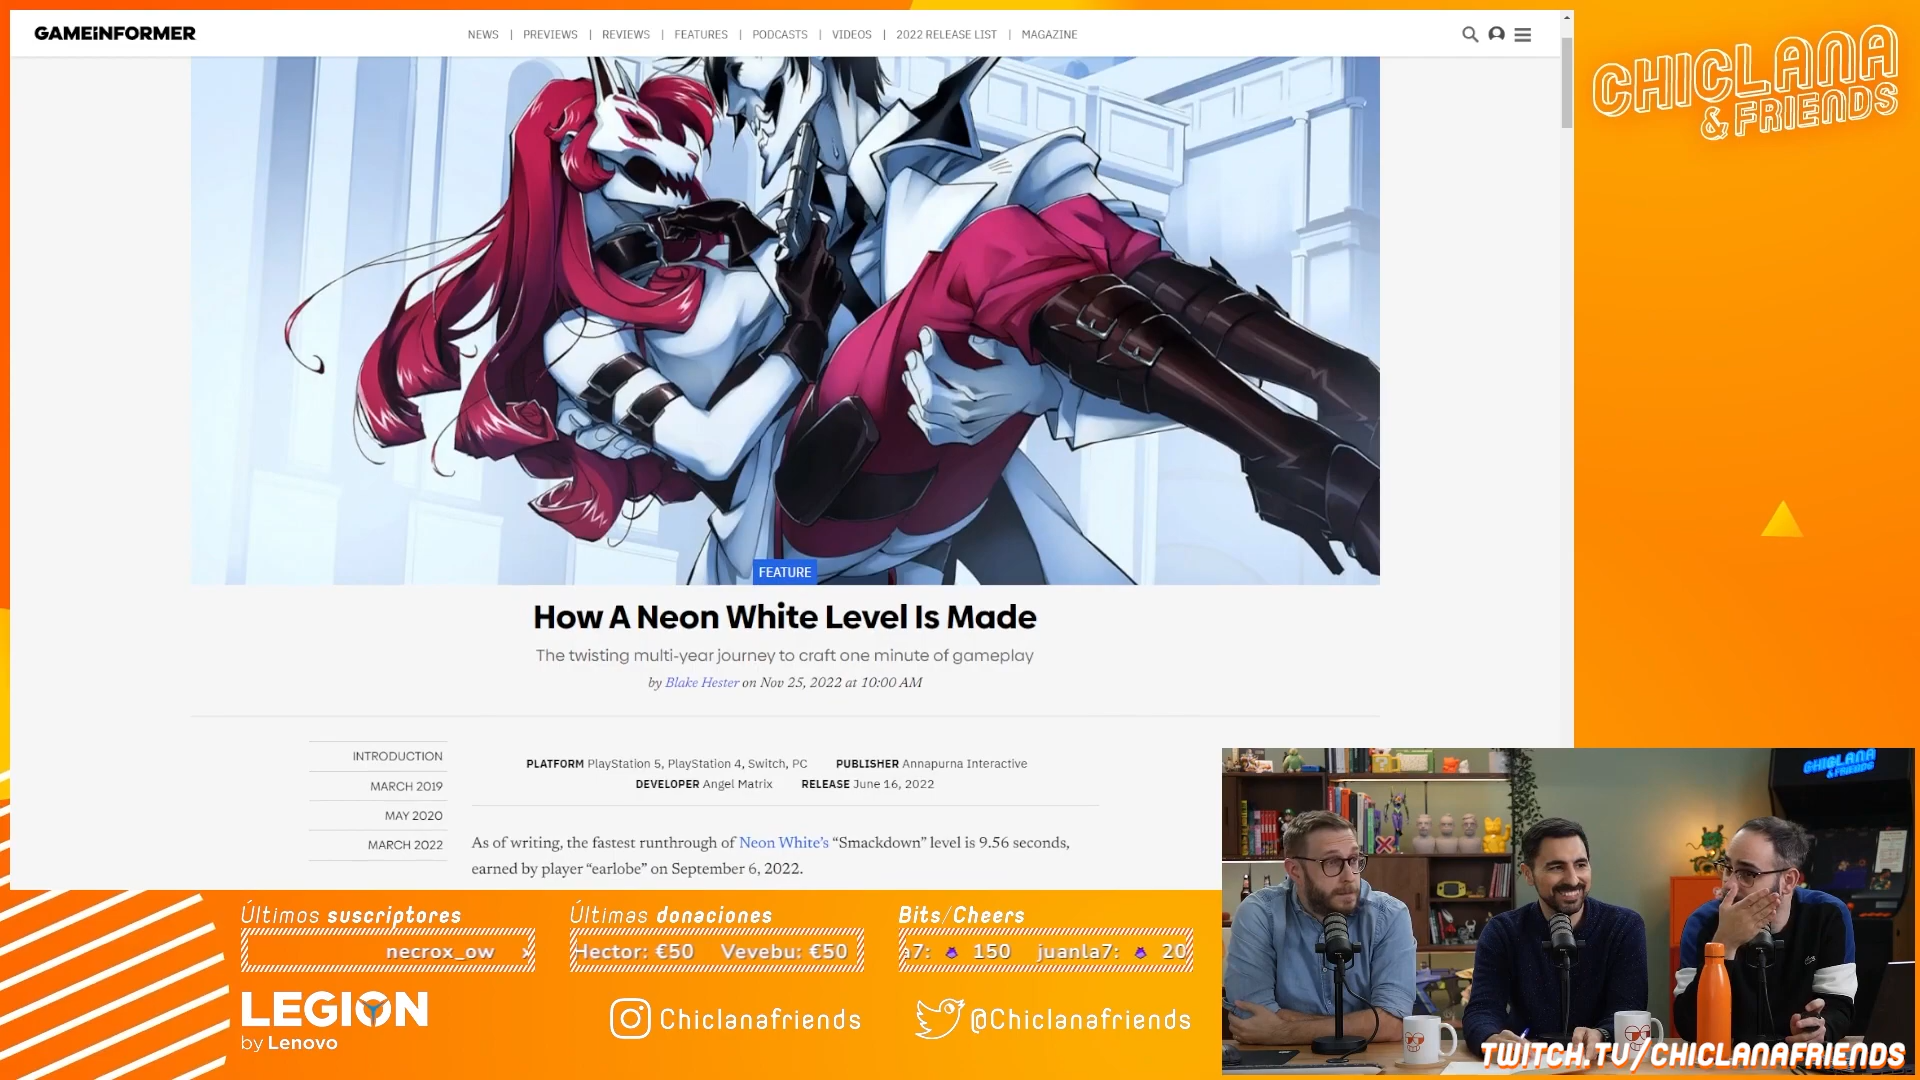 GAMEiNFORMER
NEWS | PREVIEWS | REVIEWS | FEATURES | PODCASTS | VIDEOS | 2022 RELEASE LIST | MAGAZINE
CHICLANA
& FRIENDS
FEATURE
How A Neon White Level Is Made
The twisting multi-year journey to craft one minute of gameplay
by Blake Hester on Nov 25, 2022 at 10:00 AM
INTRODUCTION
MARCH 2019
MAY 2020
MARCH 2022
PLATFORM PlayStation 5, PlayStation 4, Switch, PC PUBLISHER Annapurna Interactive
DEVELOPER Angel Matrix RELEASE June 16, 2022
As of writing, the fastest runthrough of Neon White's “Smackdown” level is 9.56 seconds,
earned by player “earlobe” on September 6, 2022.
CHICLANA
& FRIENDS
Últimos suscriptores
necrox_ow
Últimas donaciones
Hector: €50 Vevebu: €50
Bits/Cheers
a7: 150 juanla7: 20
LEGION
by Lenovo
Chiclanafriends
@Chiclanafriends
TWITCH.TV/CHICLANAFRIENDS